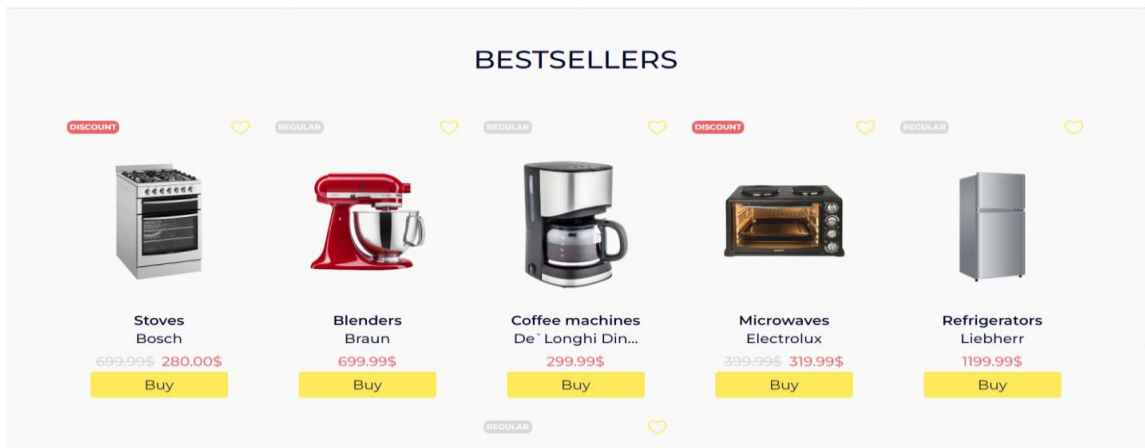 BESTSELLERS
DISCOUNT
REGULAR
REGULAR
DISCOUNT
REGULAR
Stoves
Bosch
699.99$ 280.00$
Buy
Blenders
Braun
699.99$
Buy
Coffee machines
De`Longhi Din...
299.99$
Buy
Microwaves
Electrolux
399.99$ 319.99$
Buy
Refrigerators
Liebherr
1199.99$
Buy
REGULAR